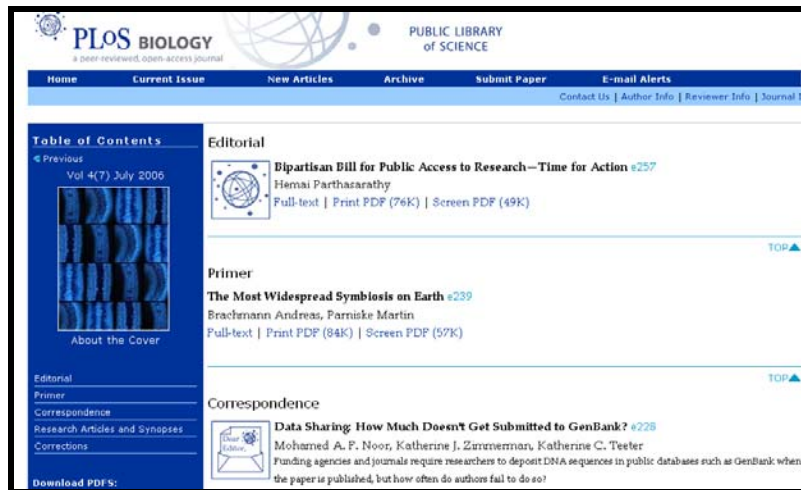 PLoS BIOLOGY
a peer-reviewed, open-access journal
PUBLIC LIBRARY
of SCIENCE
Home Current Issue New Articles Archive Submit Paper E-mail Alerts
Contact Us | Author Info | Reviewer Info | Journal
Table of Contents
Previous
Vol 4(7) July 2006
About the Cover
Editorial
Primer
Correspondence
Research Articles and Synopses
Corrections
Download PDFS:
Editorial
Bipartisan Bill for Public Access to Research—Time for Action e257
Hemai Parthasarathy
Full-text | Print PDF (76K) | Screen PDF (49K)
TOP
Primer
The Most Widespread Symbiosis on Earth e239
Brachmann Andreas, Parniske Martin
Full-text | Print PDF (84K) | Screen PDF (57K)
TOP
Correspondence
Dear Editor,
Data Sharing: How Much Doesn't Get Submitted to GenBank? e228
Mohamed A. F. Noor, Katherine J. Zimmerman, Katherine C. Teeter
Funding agencies and journals require researchers to deposit DNA sequences in public databases such as GenBank when
the paper is published, but how often do authors fail to do so?